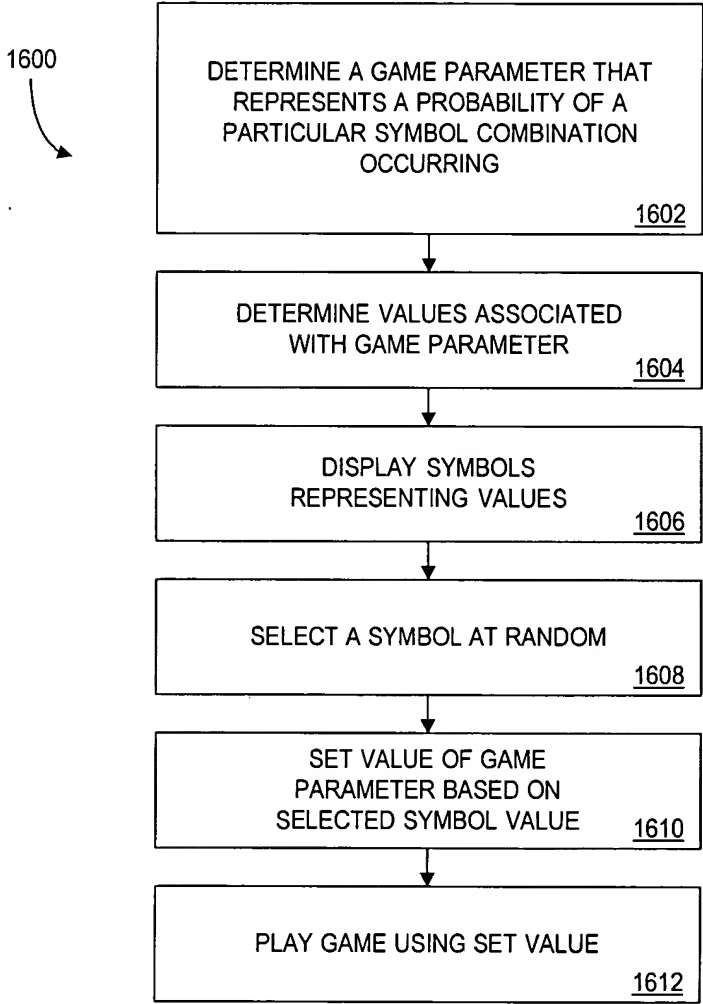 1600
DETERMINE A GAME PARAMETER THAT
REPRESENTS A PROBABILITY OF A
PARTICULAR SYMBOL COMBINATION
OCCURRING
1602
DETERMINE VALUES ASSOCIATED
WITH GAME PARAMETER
1604
DISPLAY SYMBOLS
REPRESENTING VALUES
1606
SELECT A SYMBOL AT RANDOM
1608
SET VALUE OF GAME
PARAMETER BASED ON
SELECTED SYMBOL VALUE
1610
PLAY GAME USING SET VALUE
1612